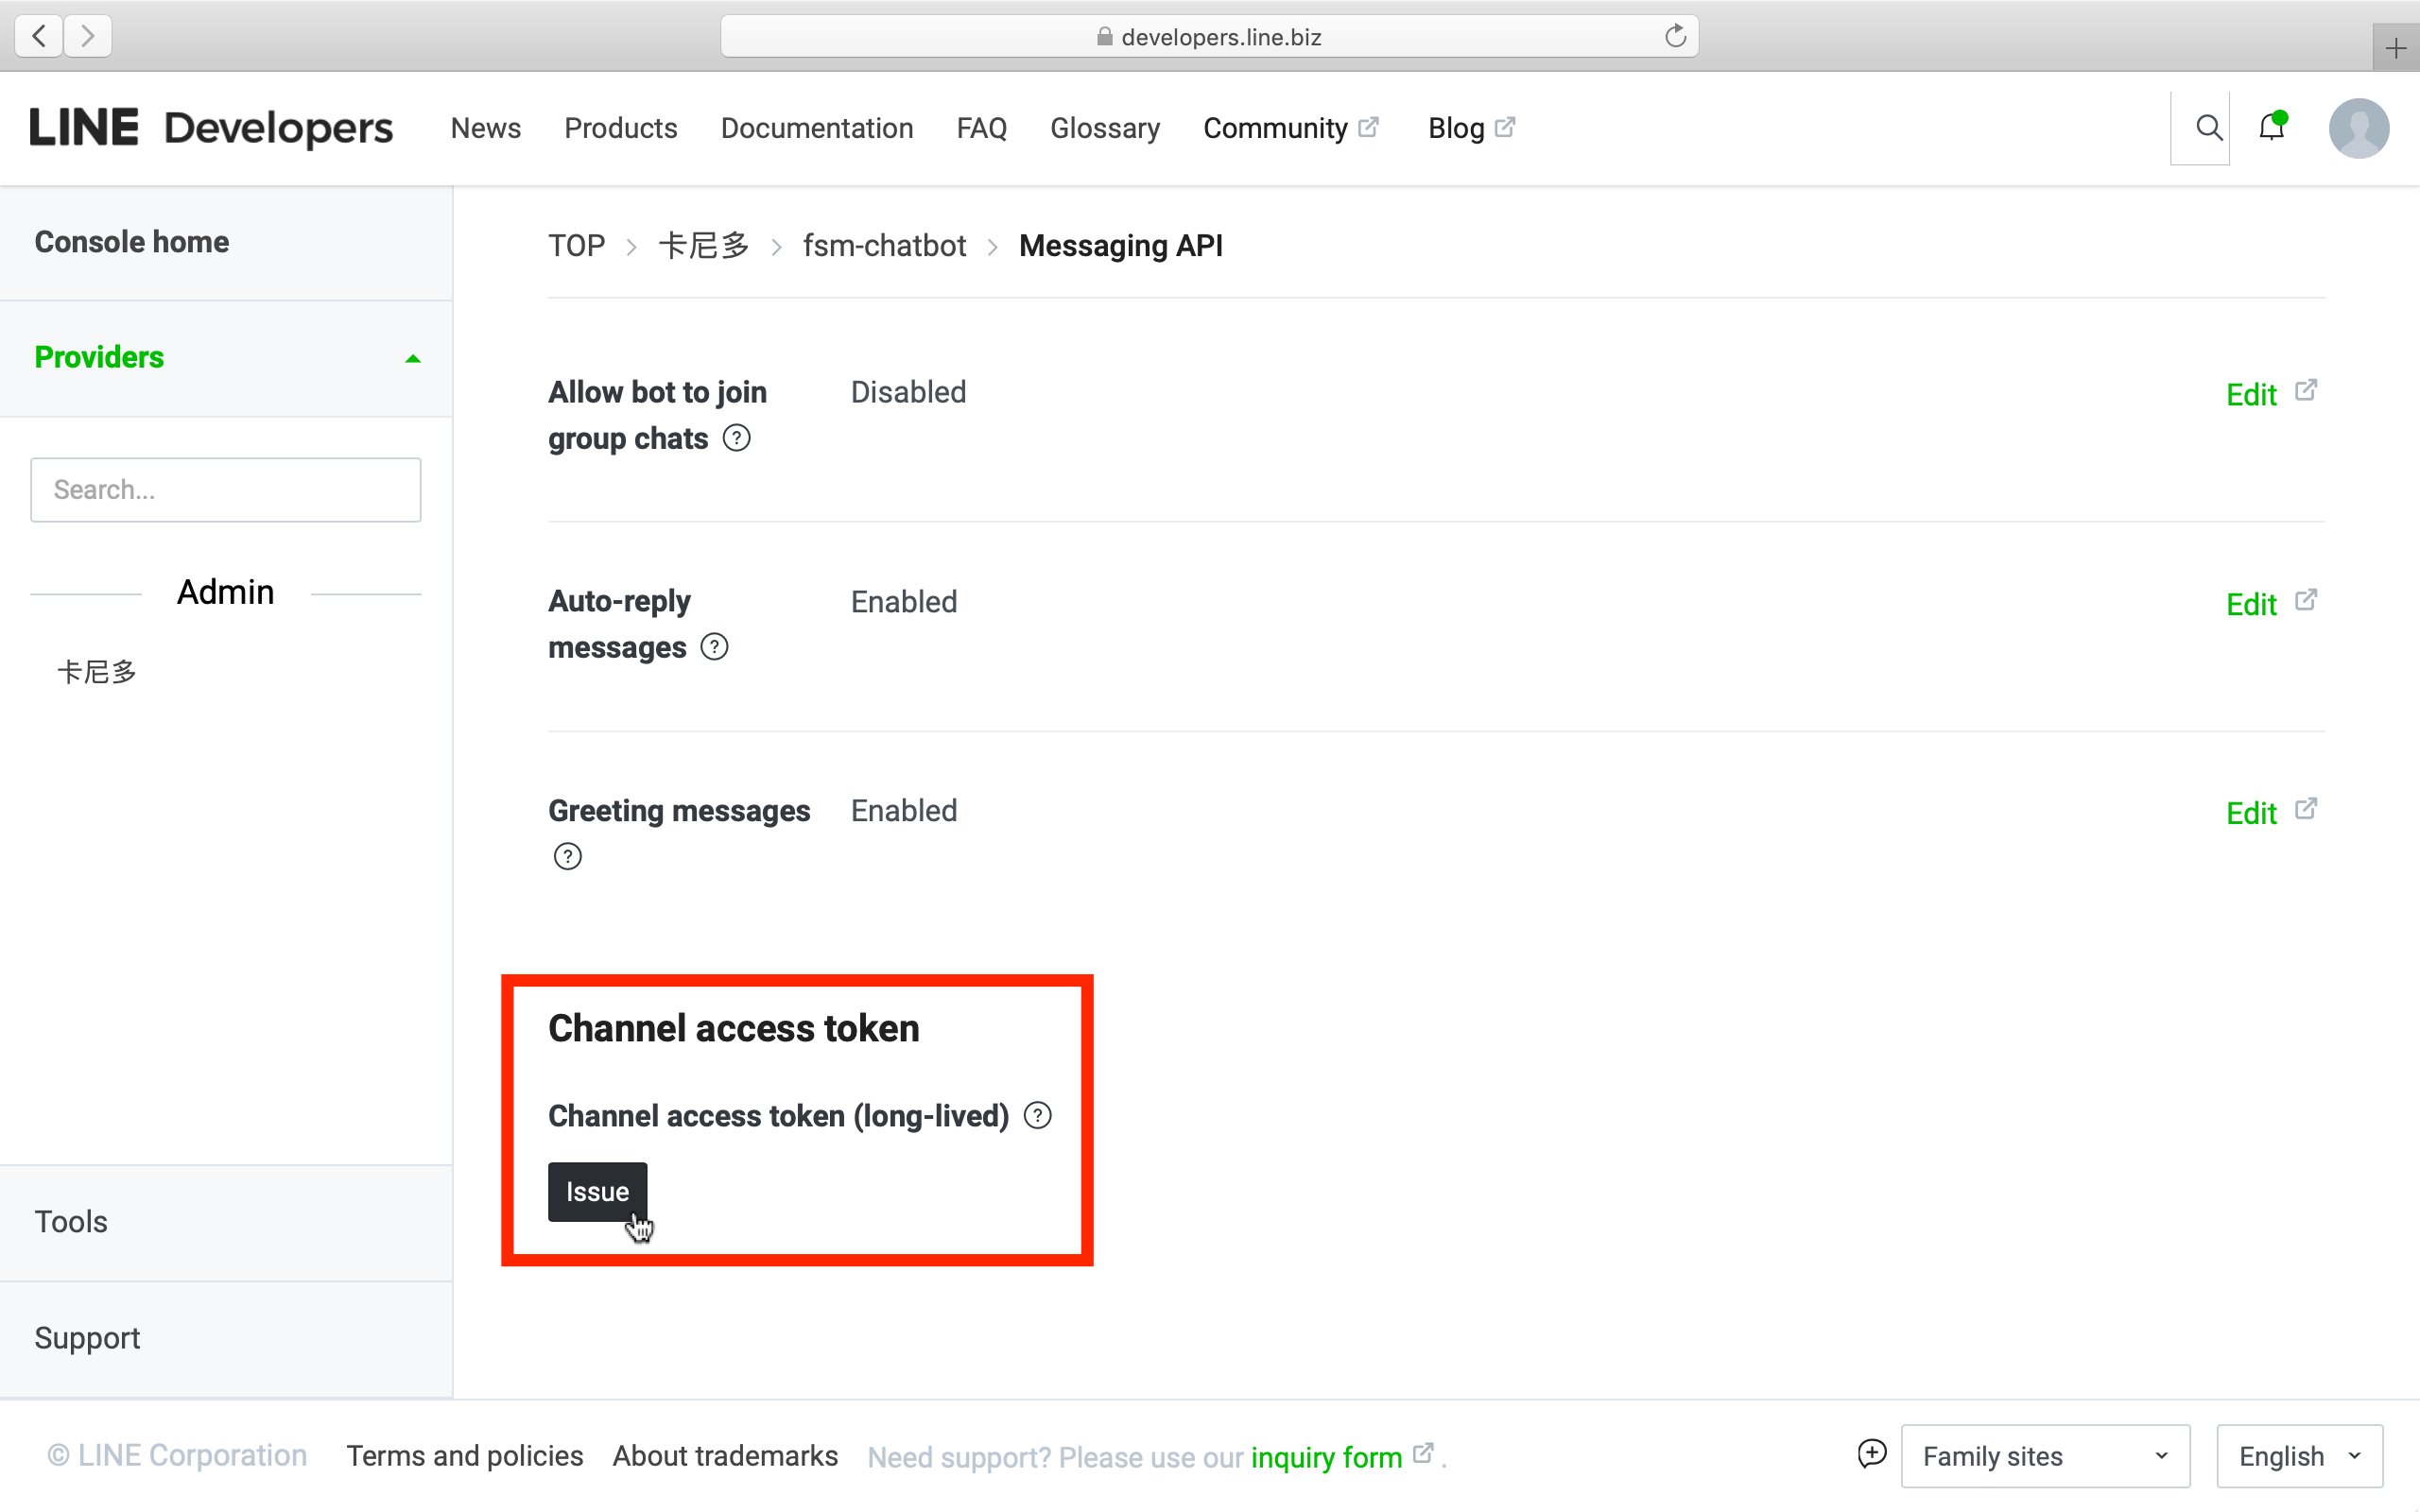 developers.line.biz
LINE Developers News Products Documentation FAQ Glossary Community Blog
Console home
Providers
Search...
Admin
卡尼多
Tools
Support
TOP > 卡尼多 > fsm-chatbot > Messaging API
Allow bot to join Disabled Edit
group chats ?
Auto-reply Enabled Edit
messages ?
Greeting messages Enabled Edit
?
Channel access token
Channel access token (long-lived) ?
Issue
© LINE Corporation Terms and policies About trademarks Need support? Please use our inquiry form . Family sites English